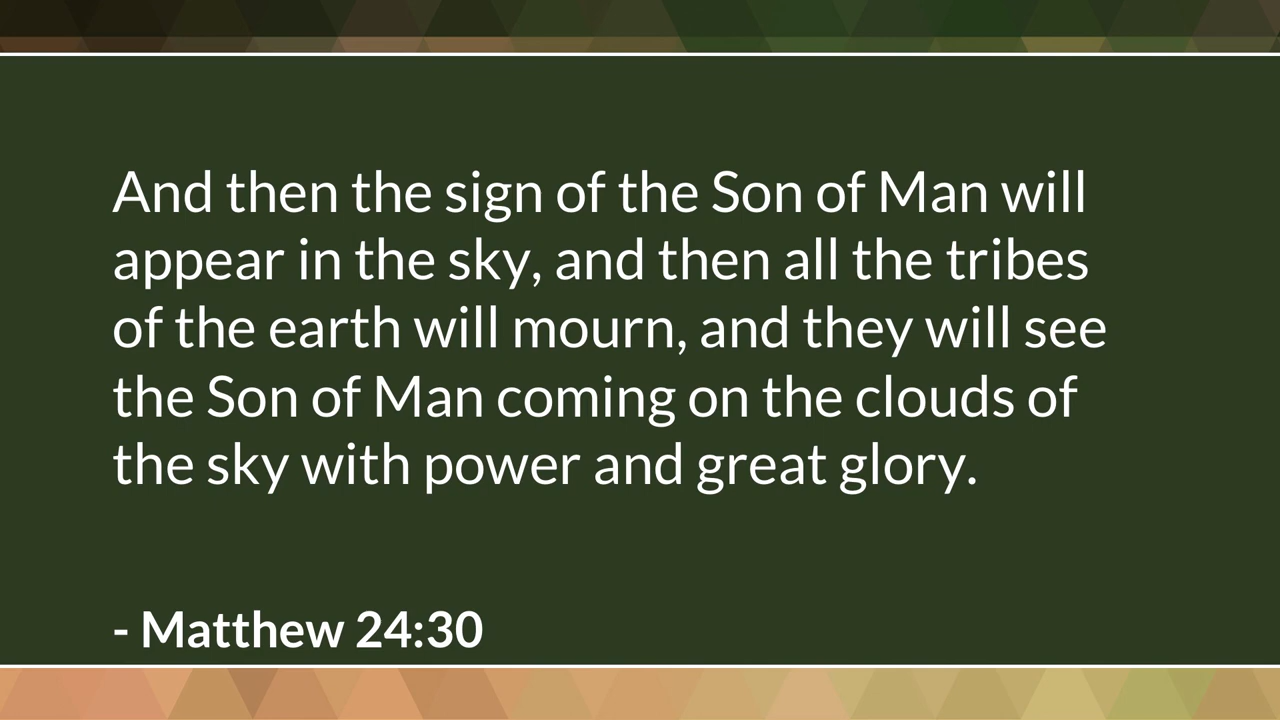 And then the sign of the Son of Man will
appear in the sky, and then all the tribes
of the earth will mourn, and they will see
the Son of Man coming on the clouds of
the sky with power and great glory.
- Matthew 24:30